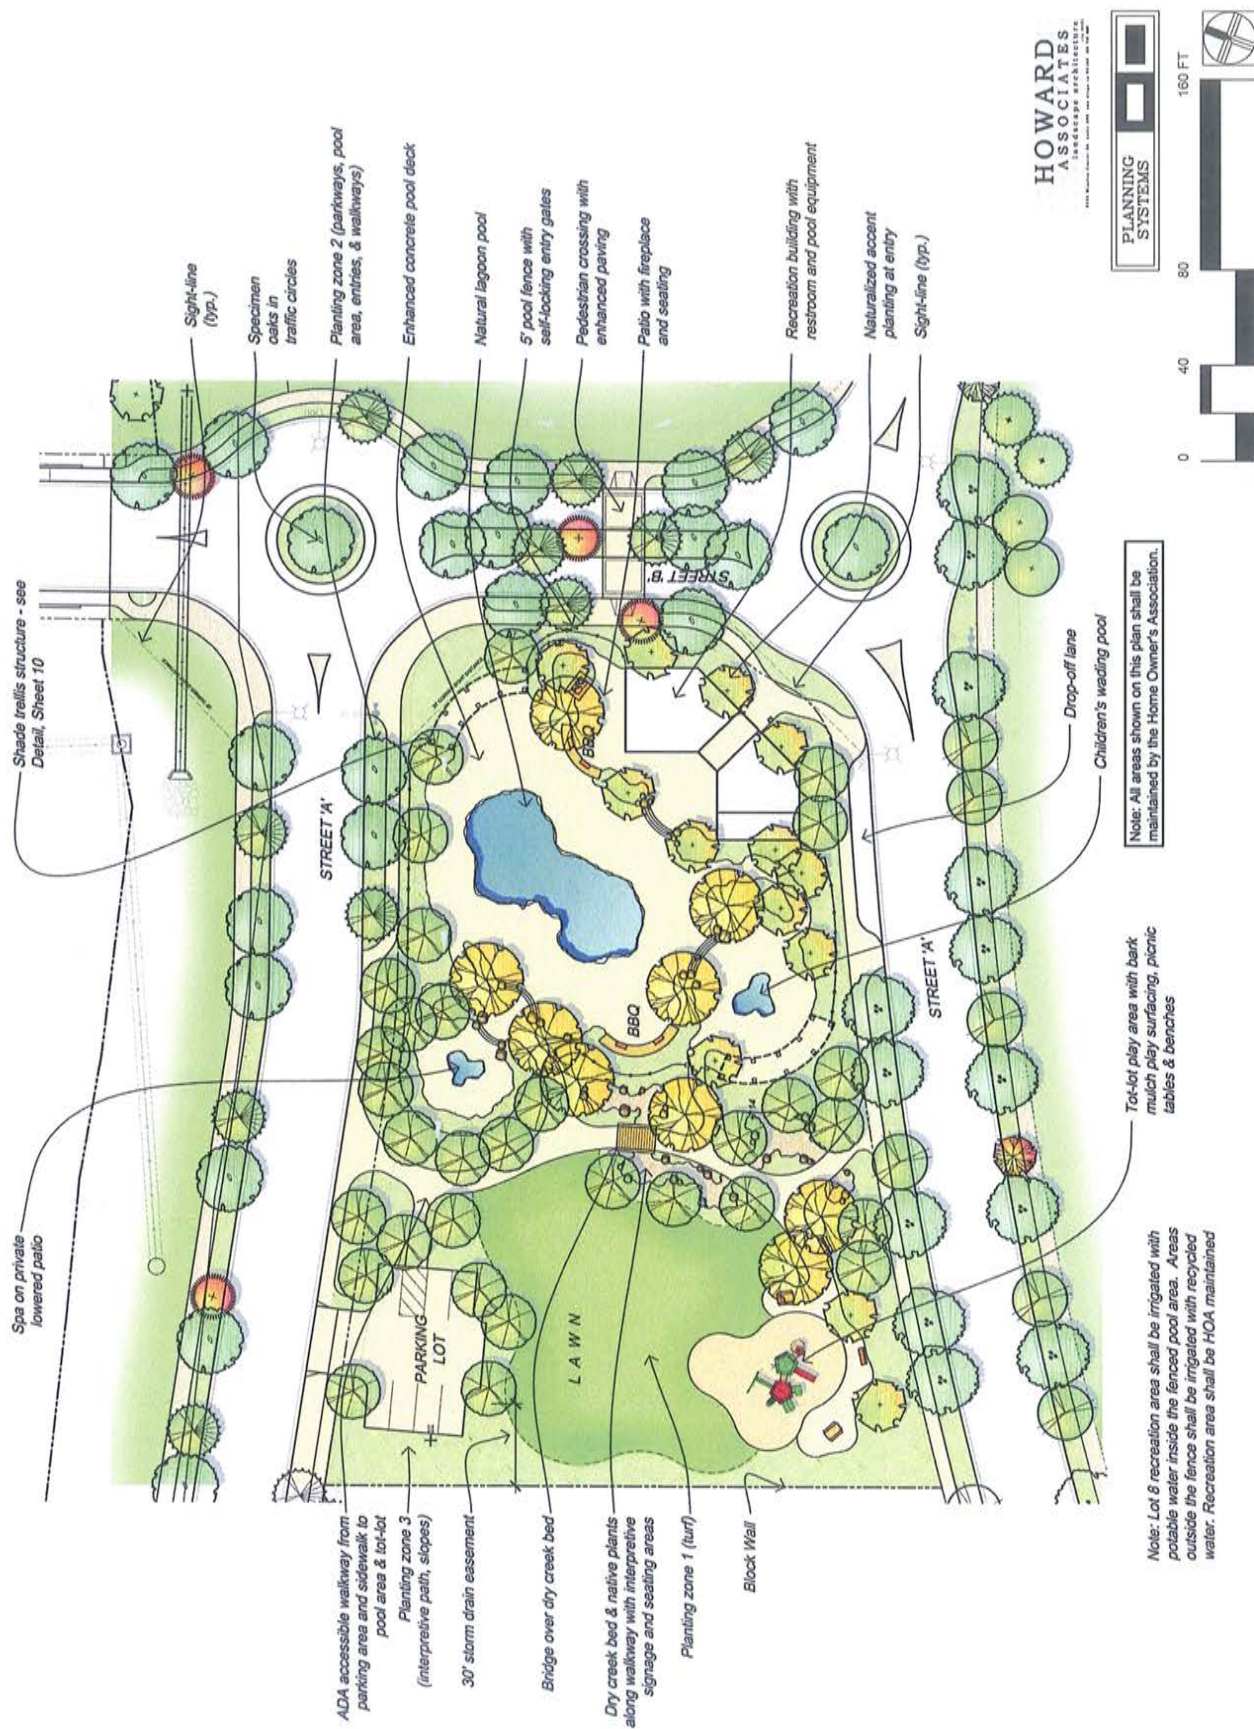 Spa on private
lowered patio
Shade trellis structure - see
Detail, Sheet 10
Sight-line
(typ.)
Specimen
oaks in
traffic circles
Planting zone 2 (parkways, pool
area, entries, & walkways)
Enhanced concrete pool deck
Natural lagoon pool
5' pool fence with
self-locking entry gates
Pedestrian crossing with
enhanced paving
Patio with fireplace
and seating
Recreation building with
restroom and pool equipment
Naturalized accent
planting at entry
Sight-line (typ.)
ADA accessible walkway from
parking area and sidewalk to
pool area & tot-lot
Planting zone 3
(interpretive path, slopes)
30' storm drain easement
Bridge over dry creek bed
Dry creek bed & native plants
along walkway with interpretive
signage and seating areas
Planting zone 1 (turf)
Block Wall
STREET 'A'
STREET 'B'
BBQ
BBQ
PARKING
LOT
LAWN
STREET 'A'
Drop-off lane
Children's wading pool
Tot-lot play area with bark
mulch play surfacing, picnic
tables & benches
Note: Lot 8 recreation area shall be irrigated with
potable water inside the fenced pool area. Areas
outside the fence shall be irrigated with recycled
water. Recreation area shall be HOA maintained
Note: All areas shown on this plan shall be
maintained by the Home Owner's Association.
HOWARD
ASSOCIATES
landscape architecture
PLANNING
SYSTEMS
0 40 80 160 FT